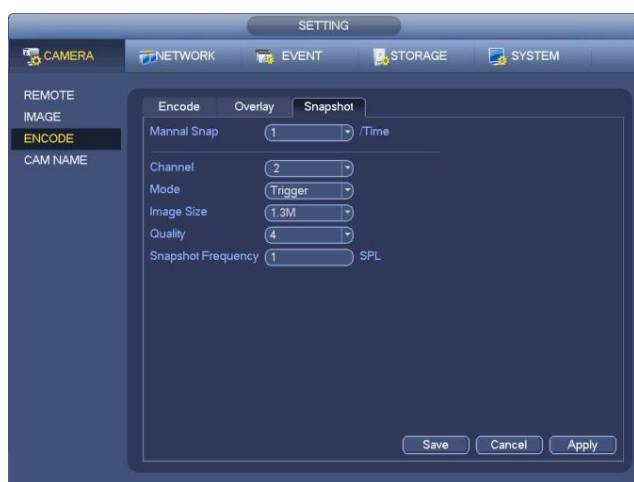 SETTING
CAMERA NETWORK EVENT STORAGE SYSTEM
REMOTE
IMAGE
ENCODE
CAM NAME
Encode Overlay Snapshot
Mannal Snap 1 /Time
Channel 2
Mode Trigger
Image Size 1.3M
Quality 4
Snapshot Frequency 1 SPL
Save Cancel Apply